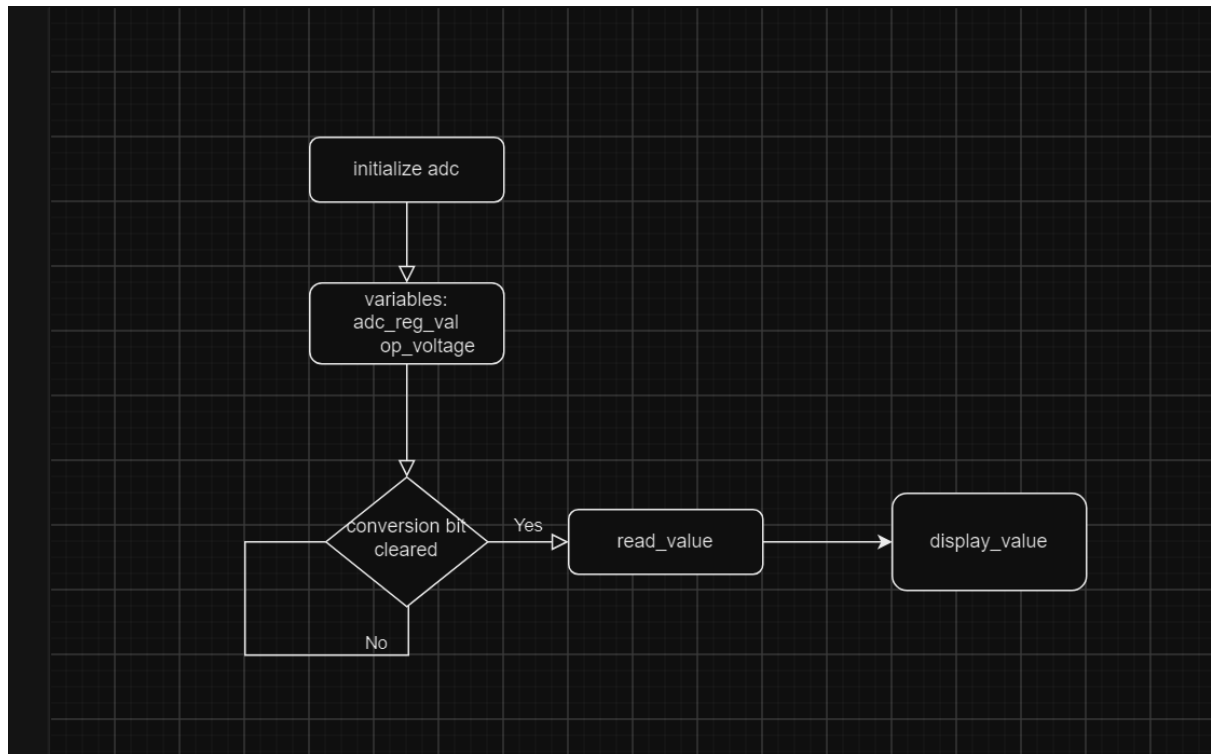 initialize adc
variables:
adc_reg_val
op_voltage
conversion bit
cleared
Yes
read_value
display_value
No